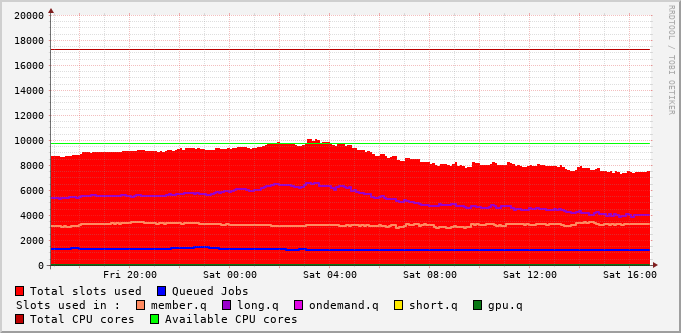 RRDTOOL / TOBI OETIKER
20000
18000
16000
14000
12000
10000
8000
6000
4000
2000
0
Fri 20:00 Sat 00:00 Sat 04:00 Sat 08:00 Sat 12:00 Sat 16:00
Total slots used Queued Jobs
Slots used in : member.q long.q ondemand.q short.q gpu.q
Total CPU cores Available CPU cores